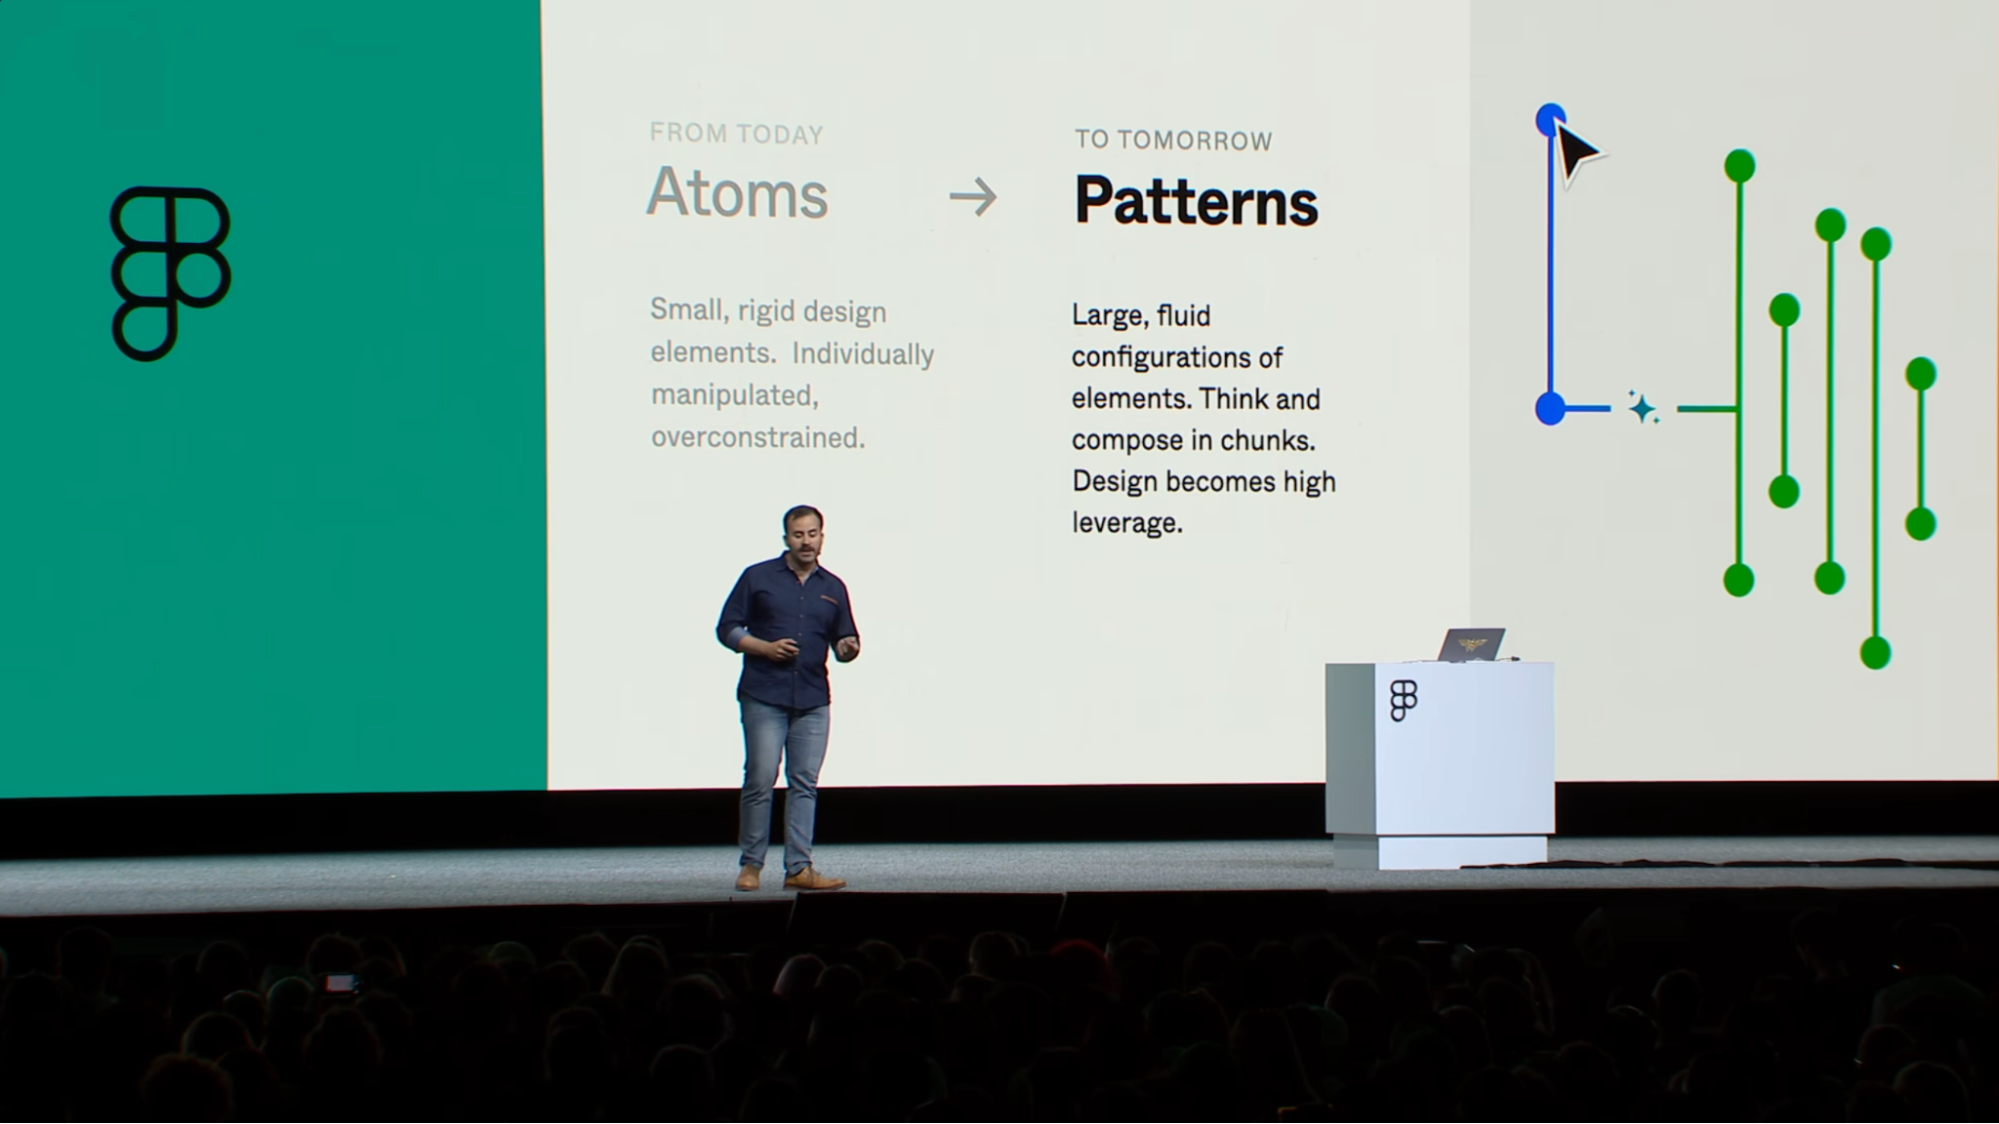 FROM TODAY
Atoms
Small, rigid design
elements.  Individually
manipulated,
overconstrained.
→
TO TOMORROW
Patterns
Large, fluid
configurations of
elements. Think and
compose in chunks.
Design becomes high
leverage.